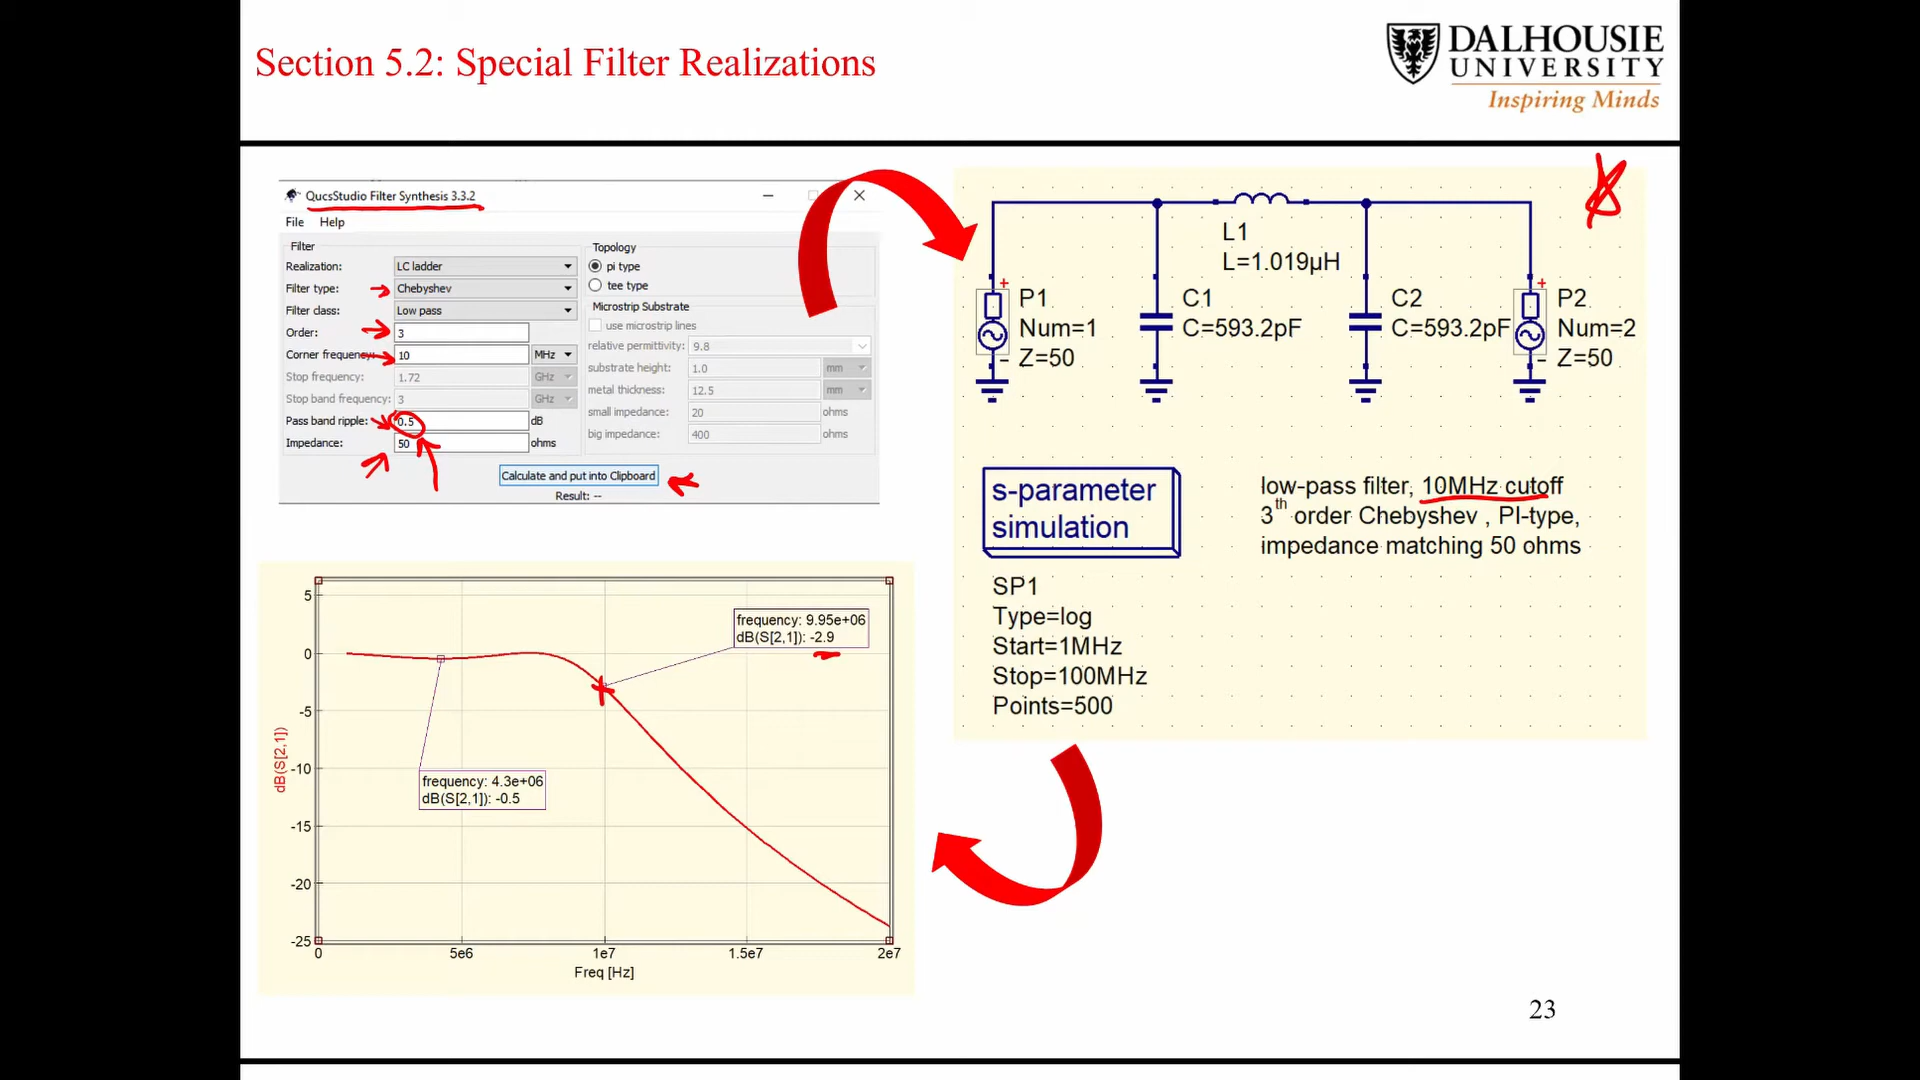 Section 5.2: Special Filter Realizations
DALHOUSIE
UNIVERSITY
Inspiring Minds
QucsStudio Filter Synthesis 3.3.2
File Help
Filter
Realization: LC ladder
Filter type: Chebyshev
Filter class: Low pass
Order: 3
Corner frequency: 10 MHz
Stop frequency: 1.72 GHz
Stop band frequency: 3 GHz
Pass band ripple: 0.5 dB
Impedance: 50 ohms
Topology
pi type
tee type
Microstrip Substrate
use microstrip lines
relative permittivity: 9.8
substrate height: 1.0 mm
metal thickness: 12.5 mm
small impedance: 20 ohms
big impedance: 400 ohms
Calculate and put into Clipboard
Result: --
L1
L=1.019µH
P1
Num=1
Z=50
C1
C=593.2pF
C2
C=593.2pF
P2
Num=2
Z=50
s-parameter
simulation
SP1
Type=log
Start=1MHz
Stop=100MHz
Points=500
low-pass filter, 10MHz cutoff
3th order Chebyshev , PI-type,
impedance matching 50 ohms
dB(S[2,1])
5
0
-5
-10
-15
-20
-25
frequency: 9.95e+06
dB(S[2,1]): -2.9
frequency: 4.3e+06
dB(S[2,1]): -0.5
0 5e6 1e7 1.5e7 2e7
Freq [Hz]
23